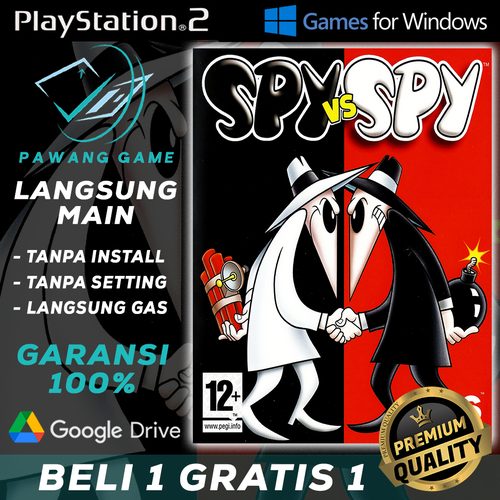 PlayStation®2
Games for Windows
PAWANG GAME
LANGSUNG
MAIN
- TANPA INSTALL
- TANPA SETTING
- LANGSUNG GAS
GARANSI
100%
Google Drive
SPY vs SPY™
12+
www.pegi.info
PREMIUM
QUALITY
BELI 1 GRATIS 1